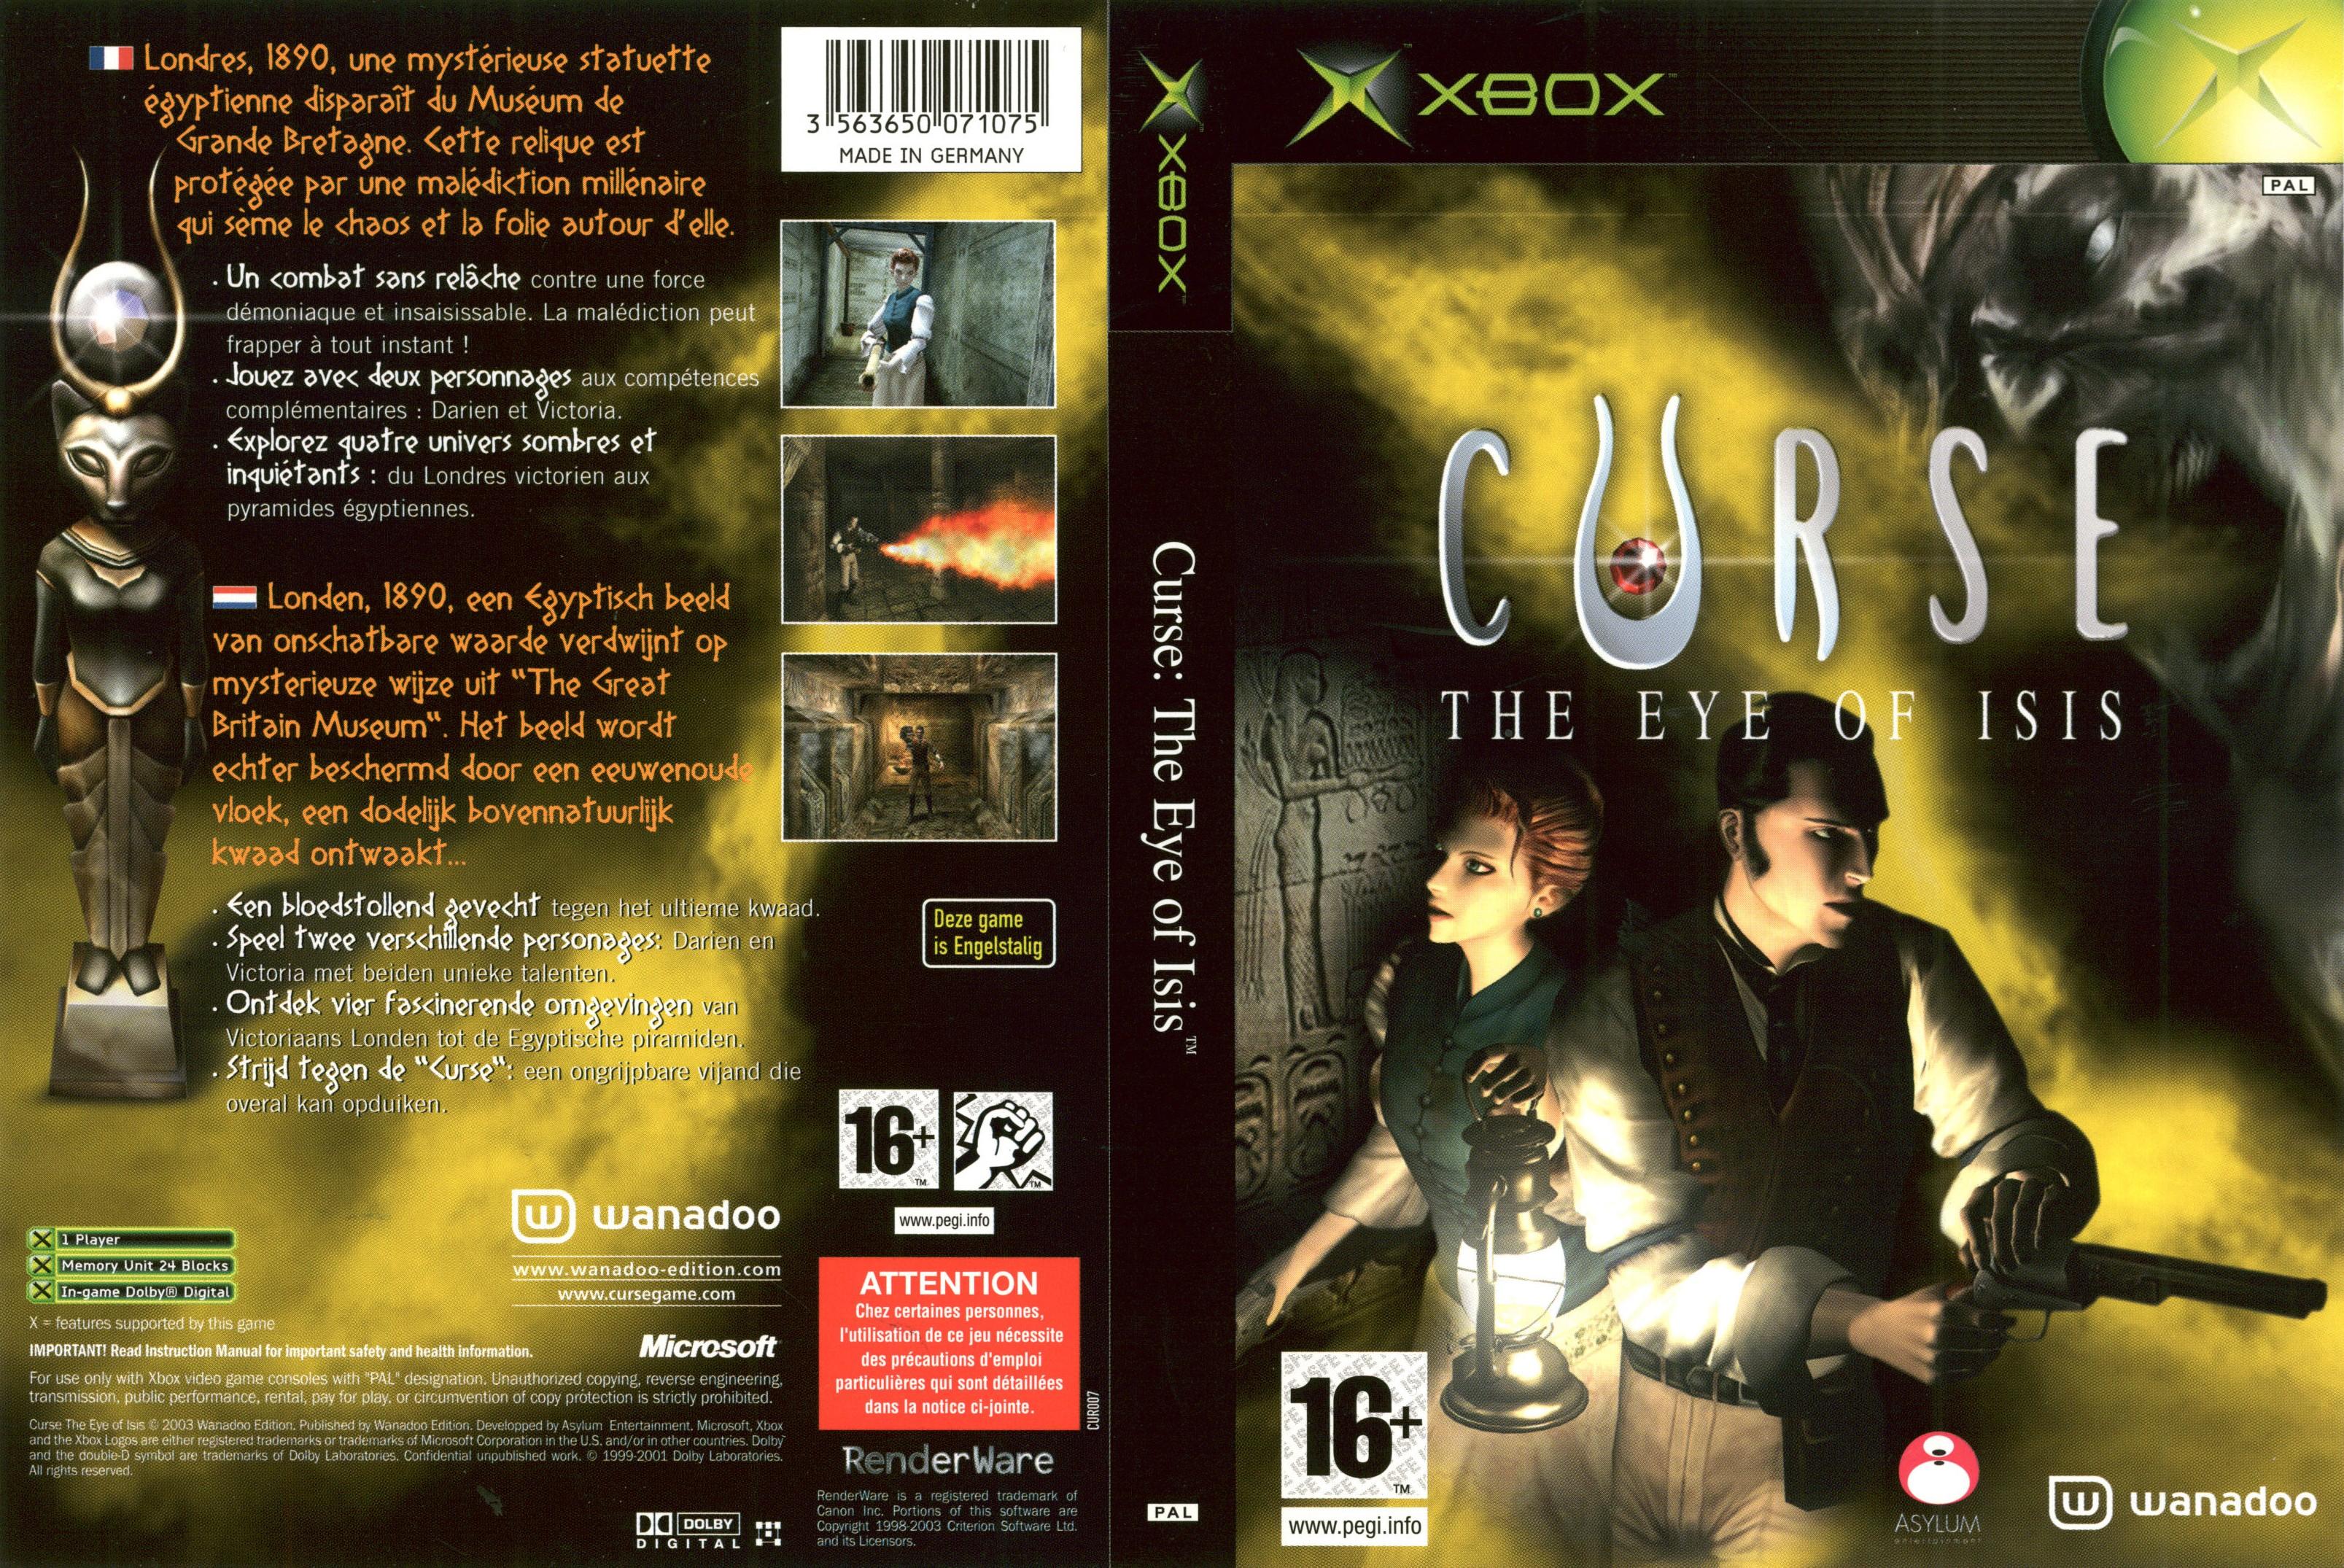 Londres, 1890, une mystérieuse statuette
égyptienne disparaît du Muséum de
Grande Bretagne. Cette relique est
protégée par une malédiction millénaire
qui sème le chaos et la folie autour d'elle.
. Un combat sans relâche contre une force
démoniaque et insaisissable. La malédiction peut
frapper à tout instant !
. Jouez avec deux personnages aux compétences
complémentaires : Darien et Victoria.
. Explorez quatre univers sombres et
inquiétants : du Londres victorien aux
pyramides égyptiennes.
Londen, 1890, een Egyptisch beeld
van onschatbare waarde verdwijnt op
mysterieuze wijze uit "The Great
Britain Museum". Het beeld wordt
echter beschermd door een eeuwenoude
vloek, een dodelijk bovennatuurlijk
kwaad ontwaakt...
. Een bloedstollend gevecht tegen het ultieme kwaad.
. Speel twee verschillende personages: Darien en
Victoria met beiden unieke talenten.
. Ontdek vier fascinerende omgevingen van
Victoriaans Londen tot de Egyptische piramiden.
. Strijd tegen de "Curse": een ongrijpbare vijand die
overal kan opduiken.
1 Player
Memory Unit 24 Blocks
In-game Dolby® Digital
X = features supported by this game
wanadoo
www.wanadoo-edition.com
www.cursegame.com
Microsoft
IMPORTANT! Read Instruction Manual for important safety and health information.
For use only with Xbox video game consoles with "PAL" designation. Unauthorized copying, reverse engineering,
transmission, public performance, rental, pay for play, or circumvention of copy protection is strictly prohibited.
Curse The Eye of Isis © 2003 Wanadoo Edition. Published by Wanadoo Edition. Developped by Asylum Entertainment. Microsoft, Xbox
and the Xbox Logos are either registered trademarks or trademarks of Microsoft Corporation in the U.S. and/or in other countries. Dolby
and the double-D symbol are trademarks of Dolby Laboratories. Confidential unpublished work. © 1999-2001 Dolby Laboratories.
All rights reserved.
DOLBY
DIGITAL
3 563650 071075
MADE IN GERMANY
Deze game
is Engelstalig
16+
TM
TM
www.pegi.info
ATTENTION
Chez certaines personnes,
l'utilisation de ce jeu nécessite
des précautions d'emploi
particulières qui sont détaillées
dans la notice ci-jointe.
CUR007
RenderWare
RenderWare is a registered trademark of
Canon Inc. Portions of this software are
Copyright 1998-2003 Criterion Software Ltd.
and its Licensors.
XBOX
Curse: The Eye of Isis™
PAL
XBOX™
PAL
CURSE
THE EYE OF ISIS
16+
TM
www.pegi.info
ASYLUM
entertainment
wanadoo